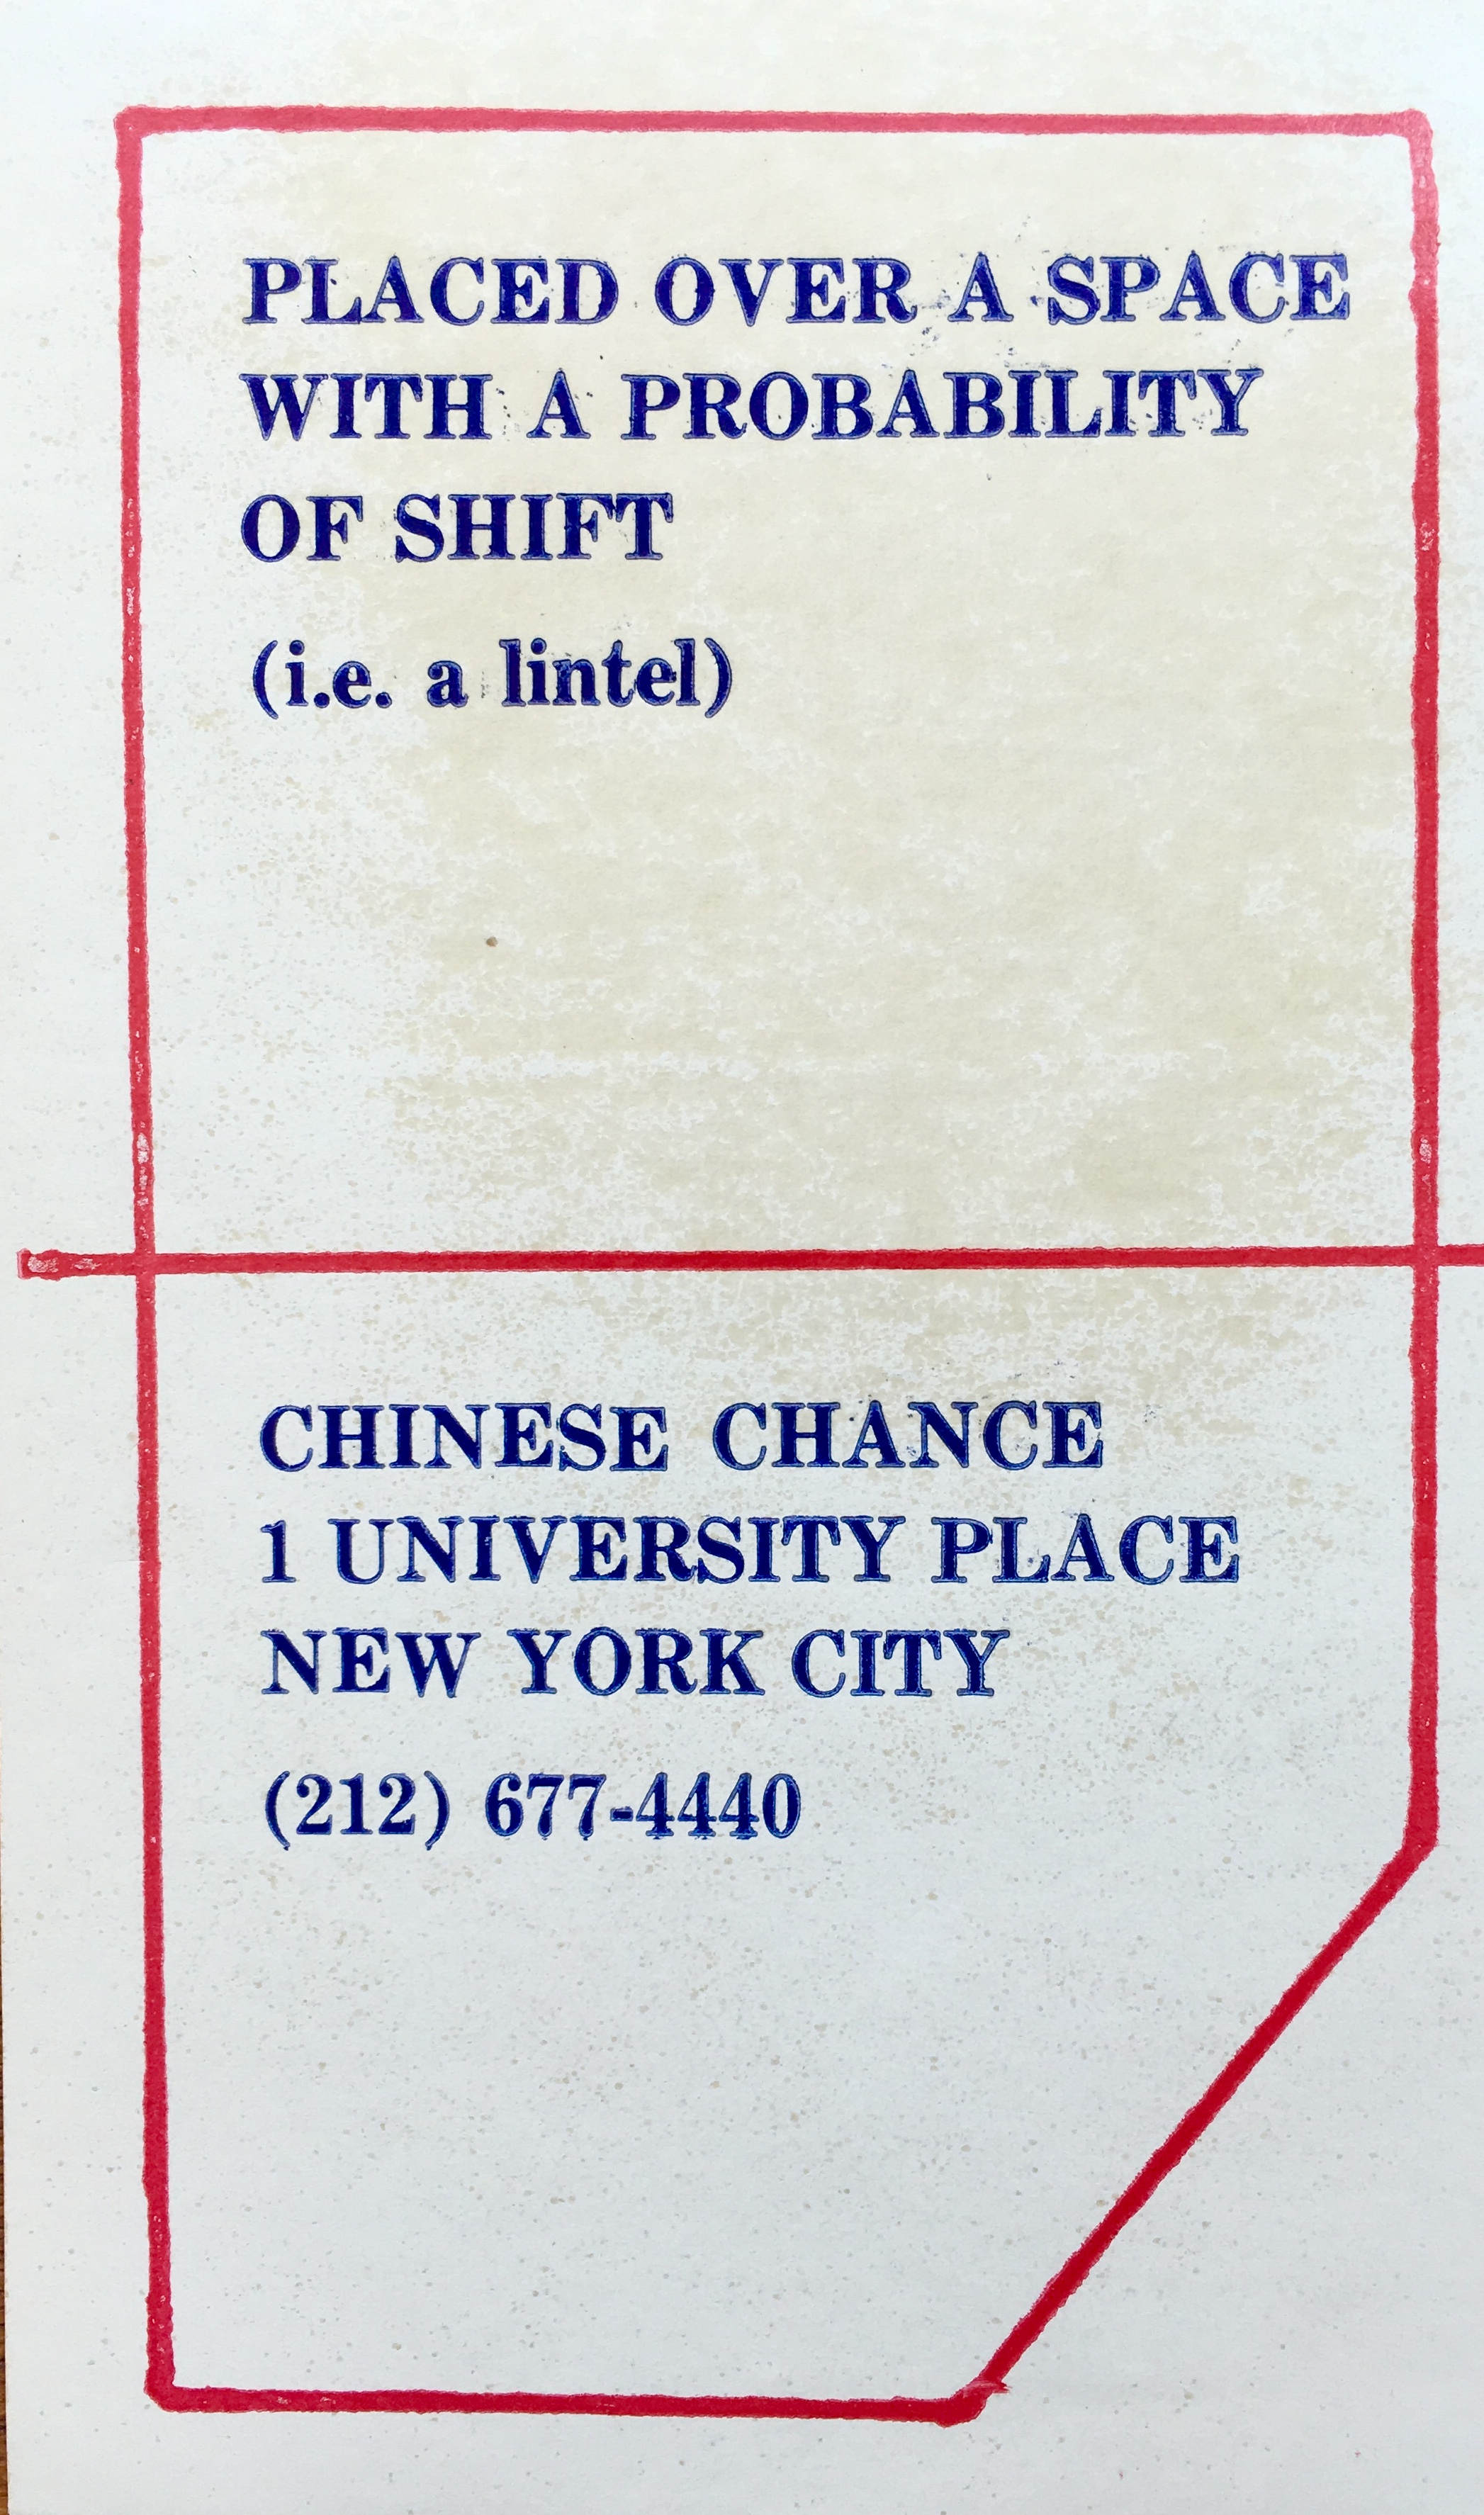 PLACED OVER A SPACE
WITH A PROBABILITY
OF SHIFT
(i.e. a lintel)
CHINESE CHANCE
1 UNIVERSITY PLACE
NEW YORK CITY
(212) 677-4440